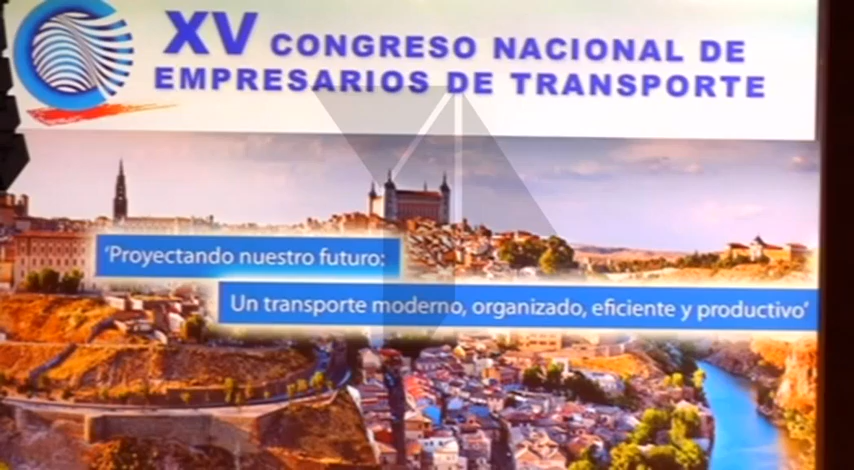 XV CONGRESO NACIONAL DE
EMPRESARIOS DE TRANSPORTE
'Proyectando nuestro futuro:
Un transporte moderno, organizado, eficiente y productivo'